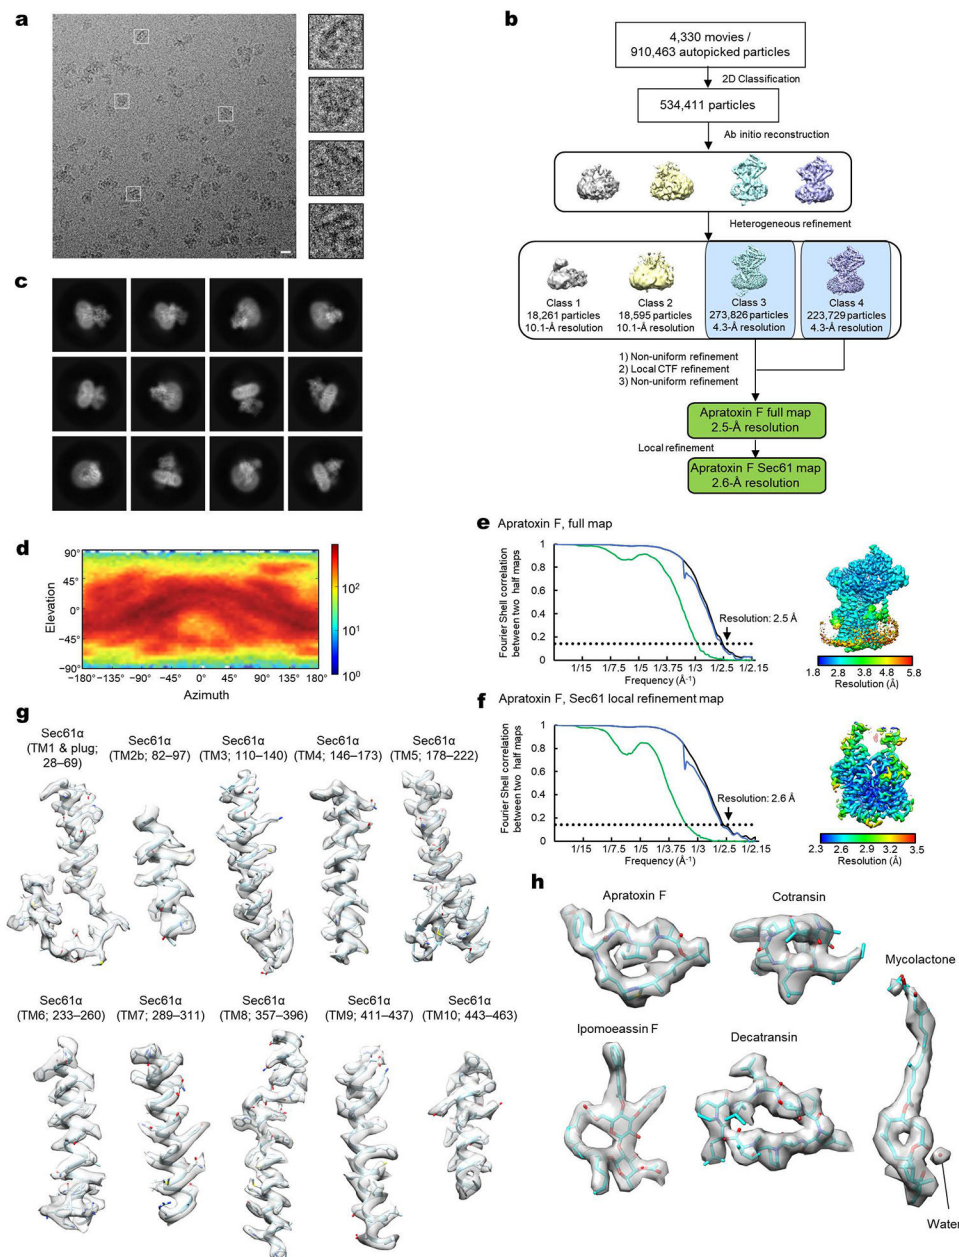 a
b
4,330 movies /
910,463 autopicked particles
2D Classification
534,411 particles
Ab initio reconstruction
Heterogeneous refinement
Class 1
18,261 particles
10.1-Å resolution
Class 2
18,595 particles
10.1-Å resolution
Class 3
273,826 particles
4.3-Å resolution
Class 4
223,729 particles
4.3-Å resolution
1) Non-uniform refinement
2) Local CTF refinement
3) Non-uniform refinement
Apratoxin F full map
2.5-Å resolution
Local refinement
Apratoxin F Sec61 map
2.6-Å resolution
c
d
Elevation
90°
45°
0°
−45°
−90°
−180° −135° −90° −45° 0° 45° 90° 135° 180°
Azimuth
10²
10¹
10⁰
e Apratoxin F, full map
Fourier Shell correlation
between two half maps
1
0.8
0.6
0.4
0.2
0
Resolution: 2.5 Å
1/15 1/7.5 1/5 1/3.75 1/3 1/2.5 1/2.15
Frequency (Å⁻¹)
1.8 2.8 3.8 4.8 5.8
Resolution (Å)
f Apratoxin F, Sec61 local refinement map
Fourier Shell correlation
between two half maps
1
0.8
0.6
0.4
0.2
0
Resolution: 2.6 Å
1/15 1/7.5 1/5 1/3.75 1/3 1/2.5 1/2.15
Frequency (Å⁻¹)
2.3 2.6 2.9 3.2 3.5
Resolution (Å)
g
Sec61α
(TM1 & plug;
28–69)
Sec61α
(TM2b; 82–97)
Sec61α
(TM3; 110–140)
Sec61α
(TM4; 146–173)
Sec61α
(TM5; 178–222)
Sec61α
(TM6; 233–260)
Sec61α
(TM7; 289–311)
Sec61α
(TM8; 357–396)
Sec61α
(TM9; 411–437)
Sec61α
(TM10; 443–463)
h
Apratoxin F
Cotransin
Mycolactone
Ipomoeassin F
Decatransin
Water